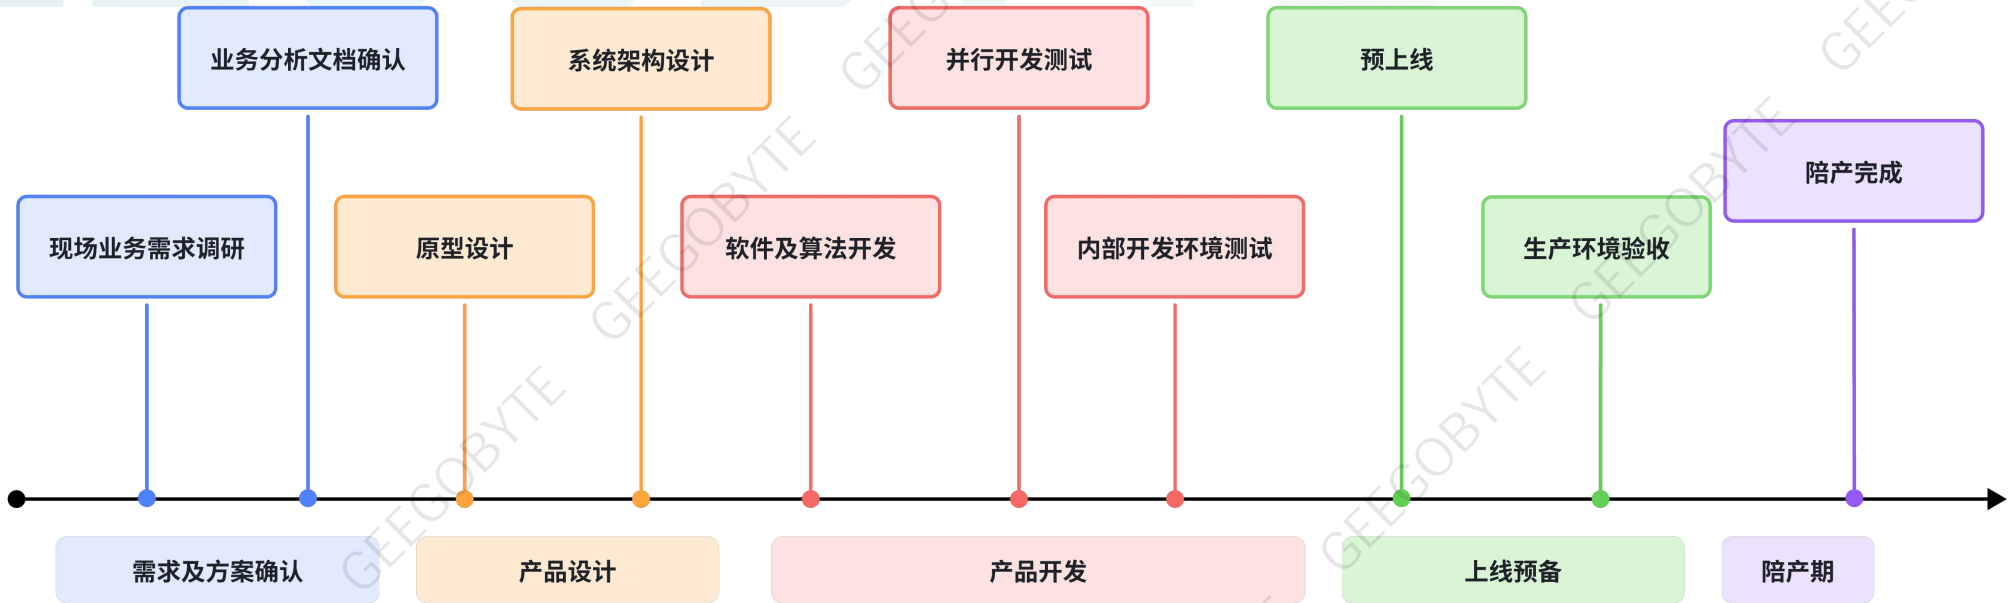 业务分析文档确认
系统架构设计
并行开发测试
预上线
陪产完成
现场业务需求调研
原型设计
软件及算法开发
内部开发环境测试
生产环境验收
需求及方案确认
产品设计
产品开发
上线预备
陪产期
GEEGOBYTE
GEEGOBYTE
GEEGOBYTE
GEEGOBYTE